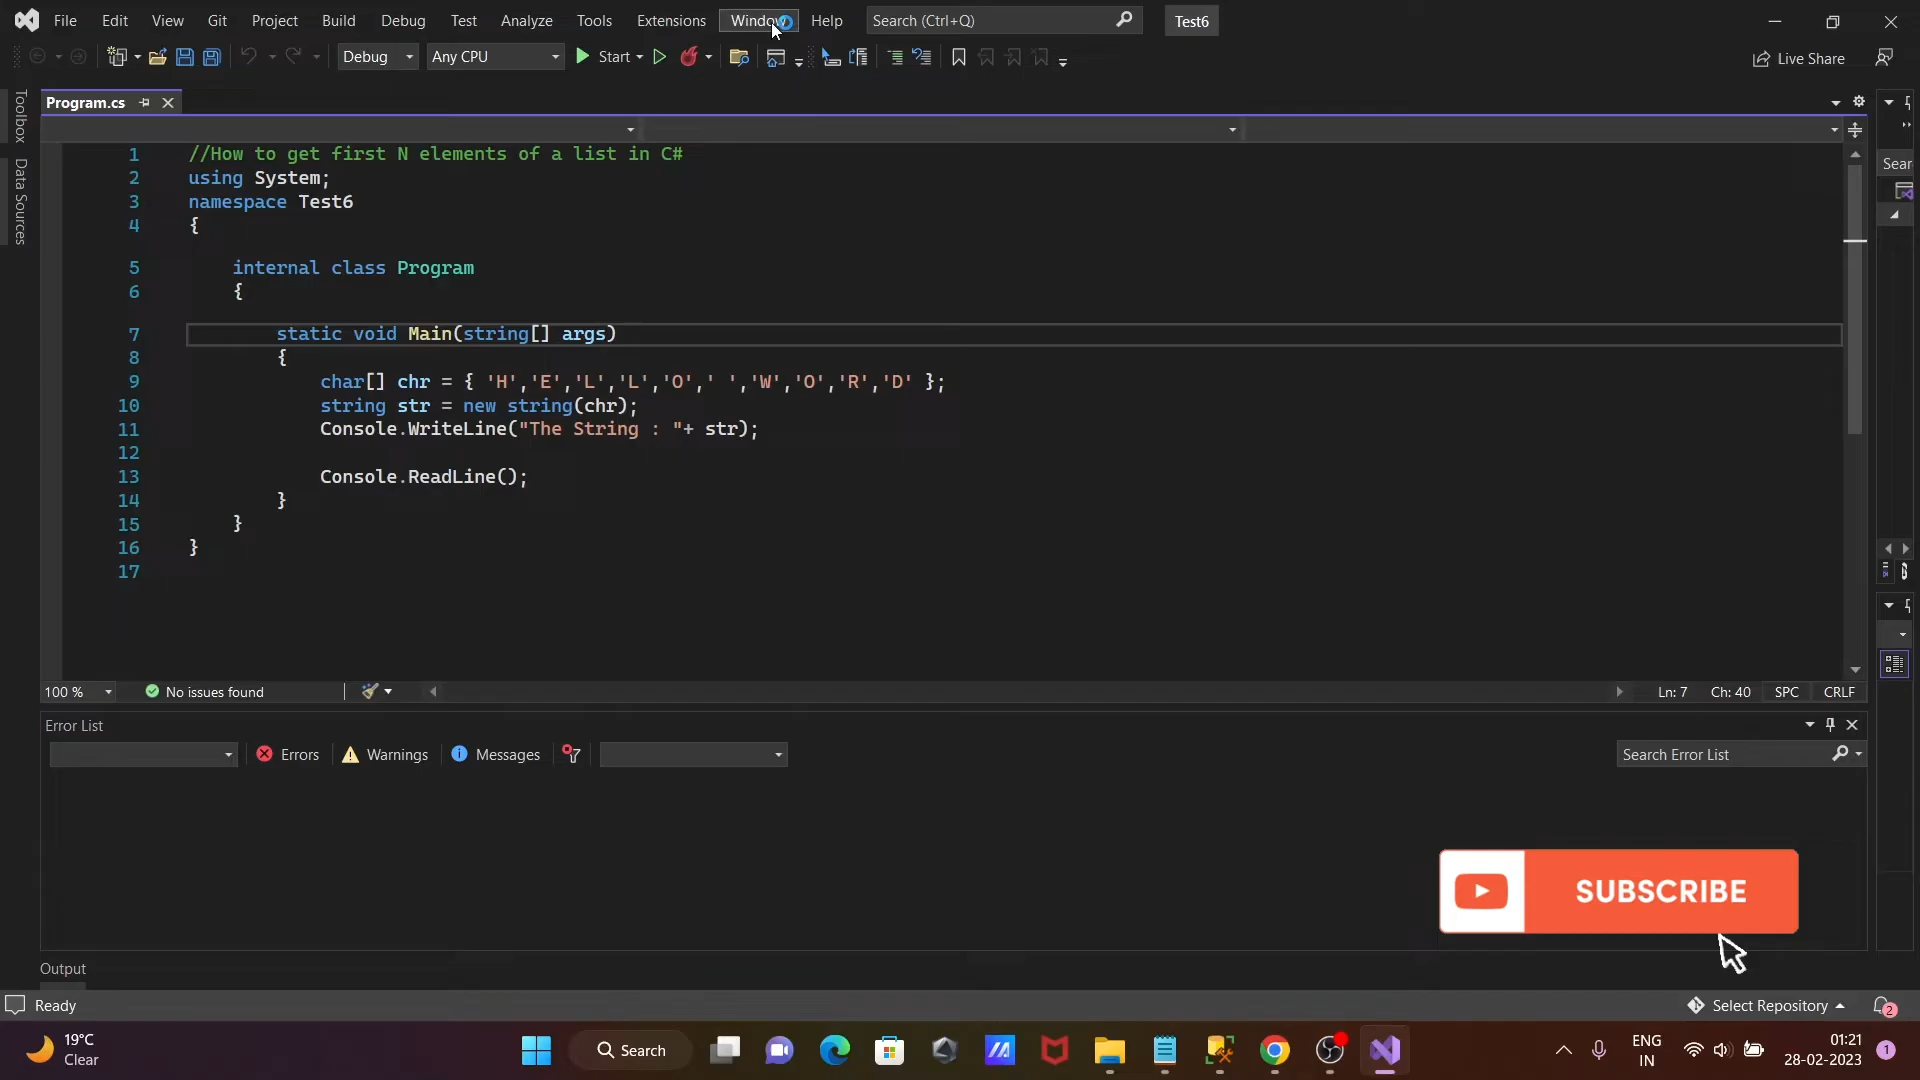 File Edit View Git Project Build Debug Test Analyze Tools Extensions Window Help Search (Ctrl+Q) Test6
Debug Any CPU Start Live Share
Toolbox
Data Sources
Program.cs
1 //How to get first N elements of a list in C#
2 using System;
3 namespace Test6
4 {
5 internal class Program
6 {
7 static void Main(string[] args)
8 {
9 char[] chr = { 'H','E','L','L','O',' ','W','O','R','D' };
10 string str = new string(chr);
11 Console.WriteLine("The String : "+ str);
12
13 Console.ReadLine();
14 }
15 }
16 }
17
Sear
100 % No issues found Ln: 7 Ch: 40 SPC CRLF
Error List
Errors Warnings Messages Search Error List
SUBSCRIBE
Output
Ready Select Repository 2
19°C
Clear
Search
ENG
IN
01:21
28-02-2023
1